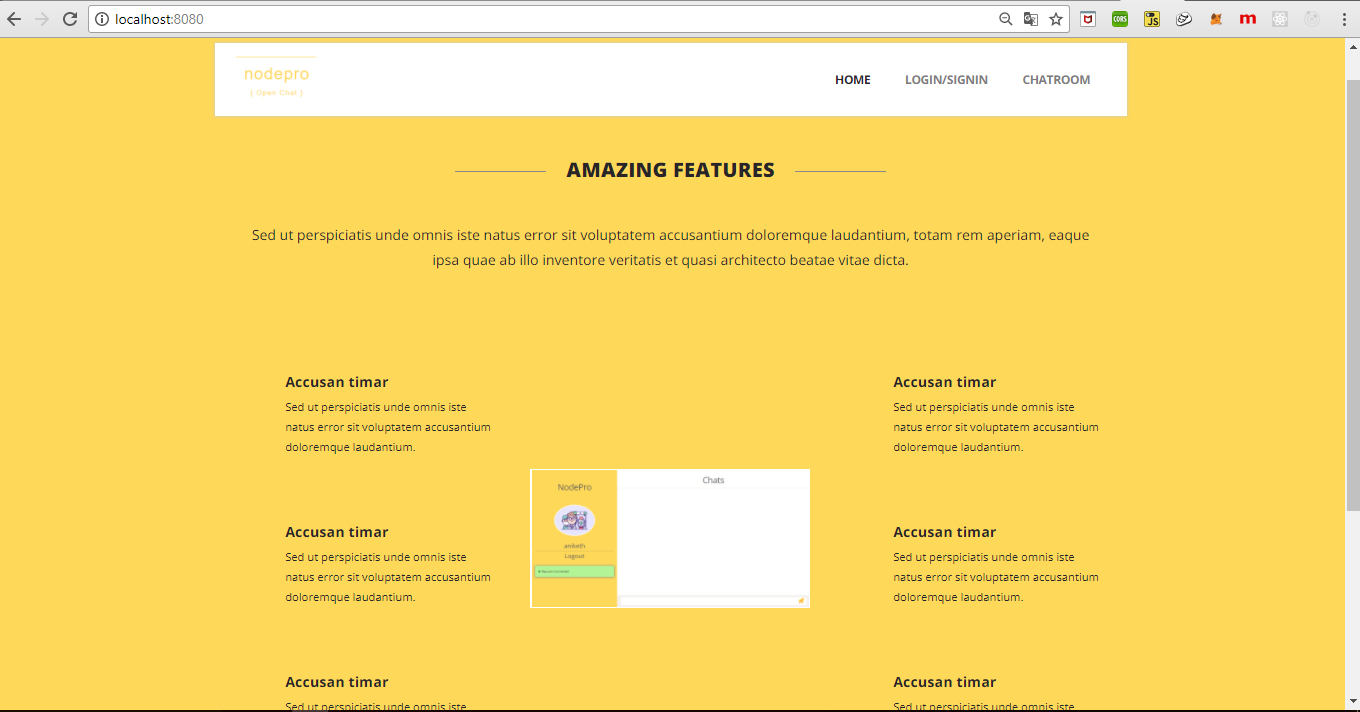 localhost:8080
CORS
JS
m
nodepro
{ Open Chat }
HOME
LOGIN/SIGNIN
CHATROOM
AMAZING FEATURES
Sed ut perspiciatis unde omnis iste natus error sit voluptatem accusantium doloremque laudantium, totam rem aperiam, eaque
ipsa quae ab illo inventore veritatis et quasi architecto beatae vitae dicta.
Accusan timar
Sed ut perspiciatis unde omnis iste
natus error sit voluptatem accusantium
doloremque laudantium.
Accusan timar
Sed ut perspiciatis unde omnis iste
natus error sit voluptatem accusantium
doloremque laudantium.
Accusan timar
Sed ut perspiciatis unde omnis iste
NodePro
aniketh
Logout
Chats
Accusan timar
Sed ut perspiciatis unde omnis iste
natus error sit voluptatem accusantium
doloremque laudantium.
Accusan timar
Sed ut perspiciatis unde omnis iste
natus error sit voluptatem accusantium
doloremque laudantium.
Accusan timar
Sed ut perspiciatis unde omnis iste